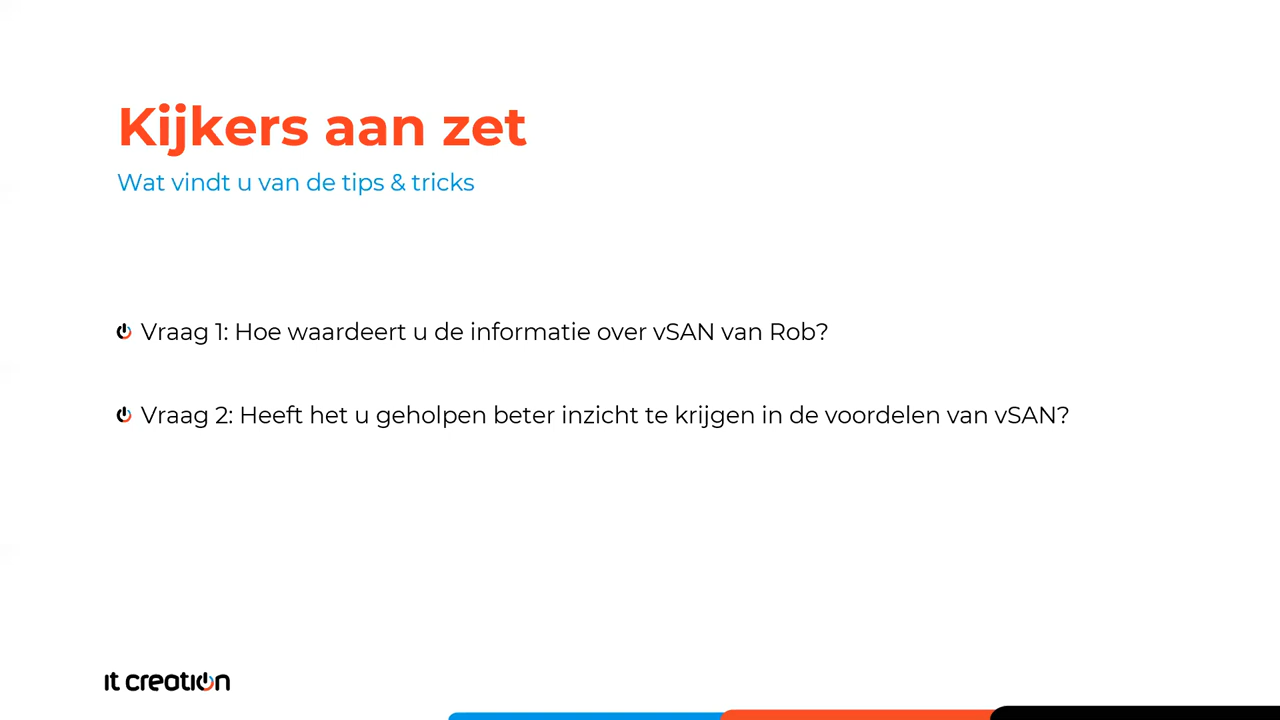 Kijkers aan zet
Wat vindt u van de tips & tricks
Vraag 1: Hoe waardeert u de informatie over vSAN van Rob?
Vraag 2: Heeft het u geholpen beter inzicht te krijgen in de voordelen van vSAN?
it creation